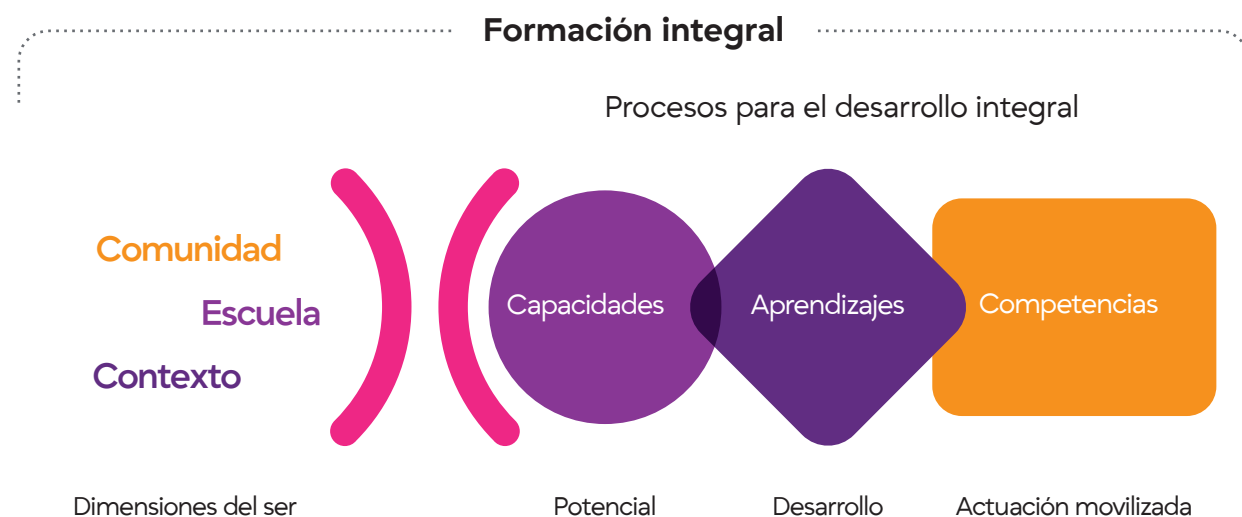 Formación integral
Procesos para el desarrollo integral
Comunidad
Escuela
Contexto
Capacidades
Aprendizajes
Competencias
Dimensiones del ser
Potencial
Desarrollo
Actuación movilizada